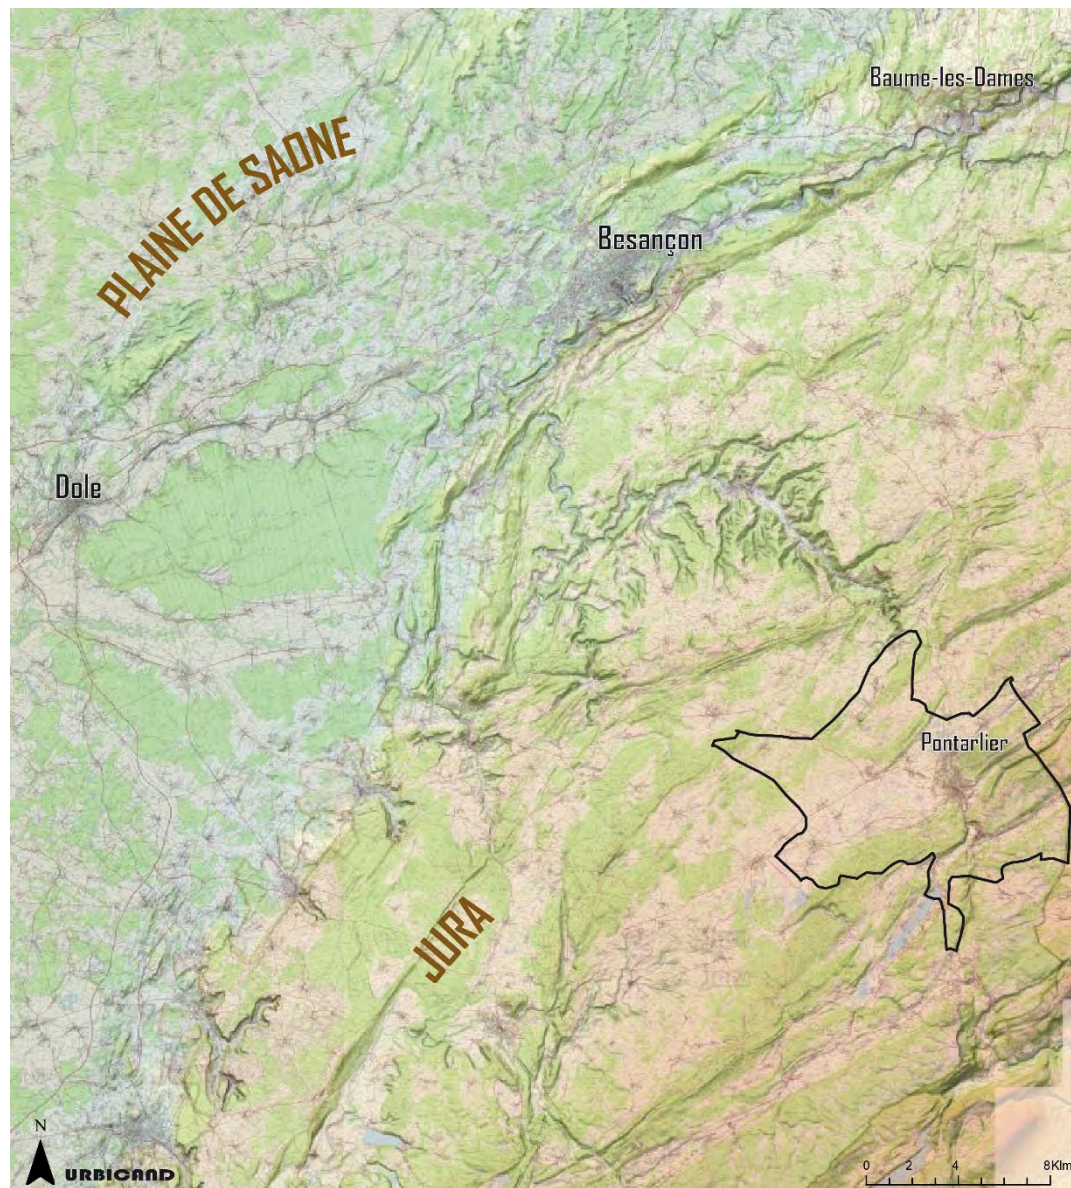 Baume-les-Dames
PLAINE DE SAONE
Besançon
Dole
Pontarlier
JURA
N
URBICAND
0 2 4 8Klm